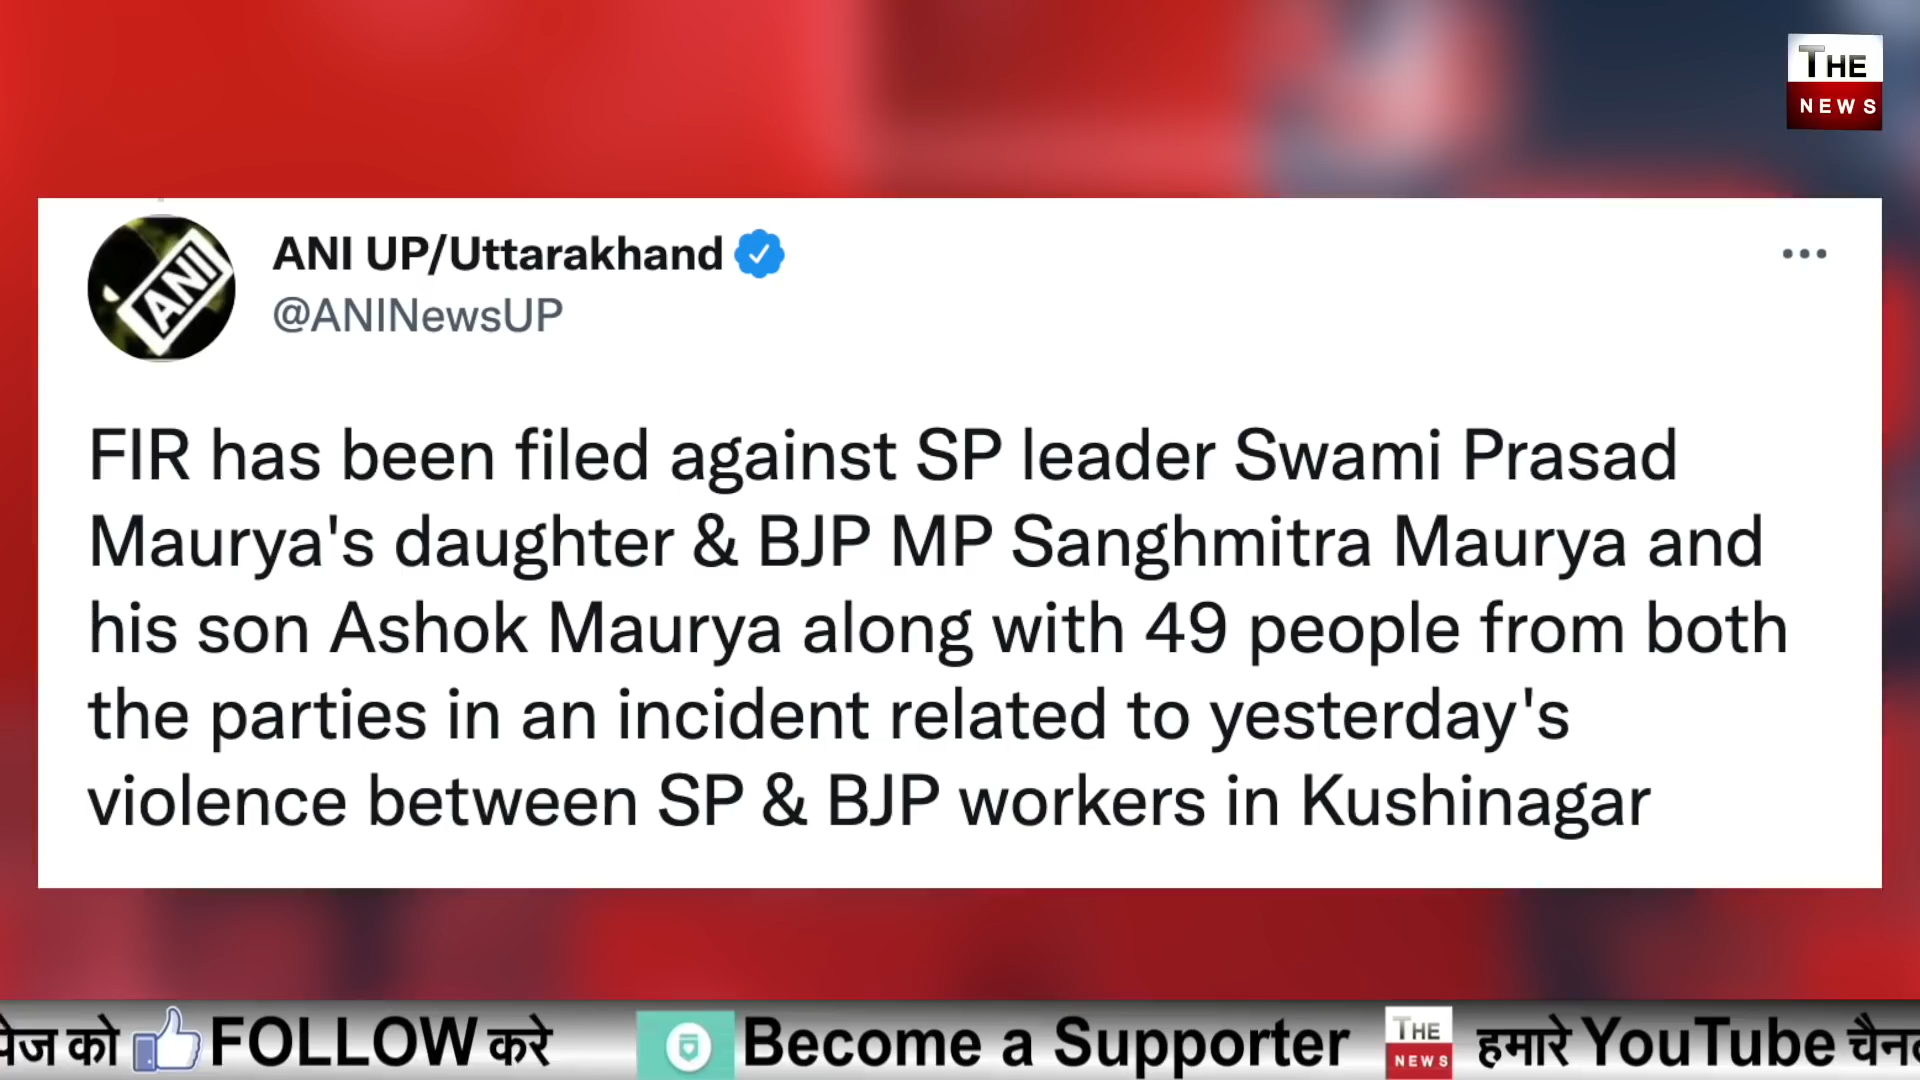 THE
NEWS
ANI
ANI UP/Uttarakhand
@ANINewsUP
FIR has been filed against SP leader Swami Prasad
Maurya's daughter & BJP MP Sanghmitra Maurya and
his son Ashok Maurya along with 49 people from both
the parties in an incident related to yesterday's
violence between SP & BJP workers in Kushinagar
को FOLLOW करे Become a Supporter THE NEWS हमारे YouTube